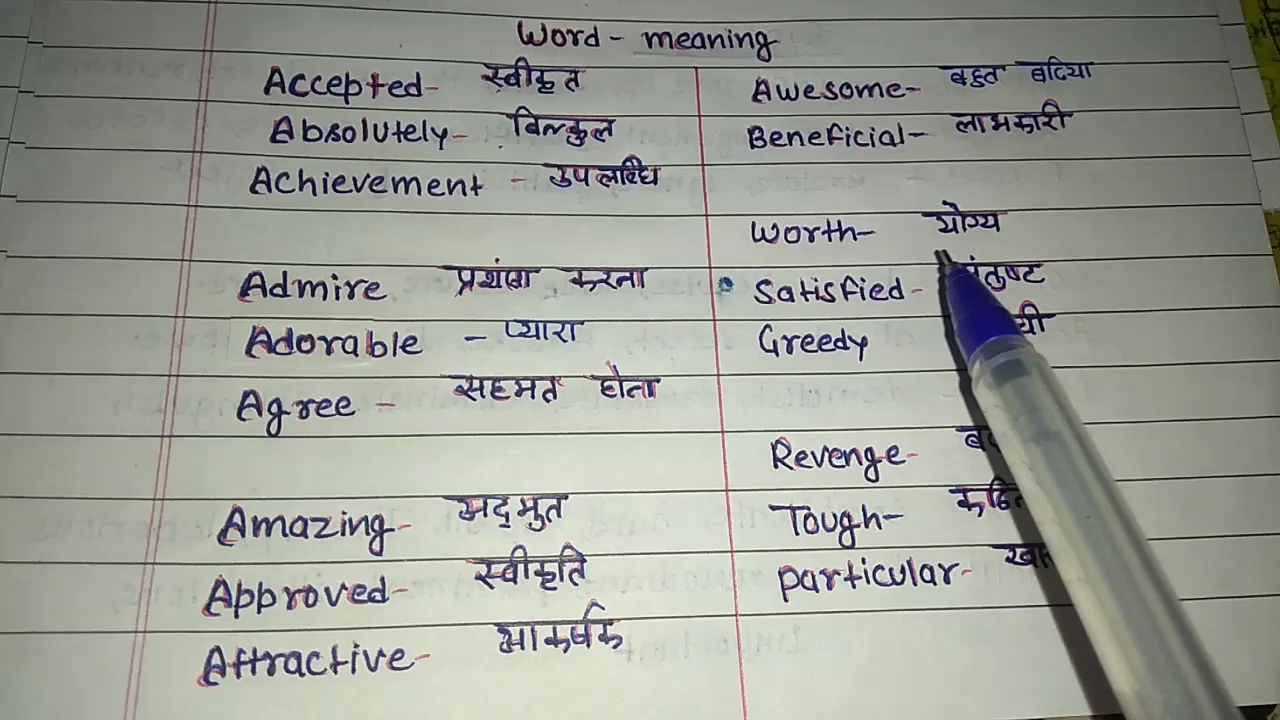 Word - meaning
Accepted- स्वीकृत
Absolutely- बिल्कुल
Achievement - उपलब्धि
Admire प्रशंसा करना
Adorable - प्यारा
Agree - सहमत होना
Amazing- अद्भुत
Approved- स्वीकृति
Attractive- आकर्षक
Awesome- बहुत बढिया
Beneficial- लाभकारी
Worth- योग्य
Satisfied-
Greedy
Revenge-
Tough-
particular-